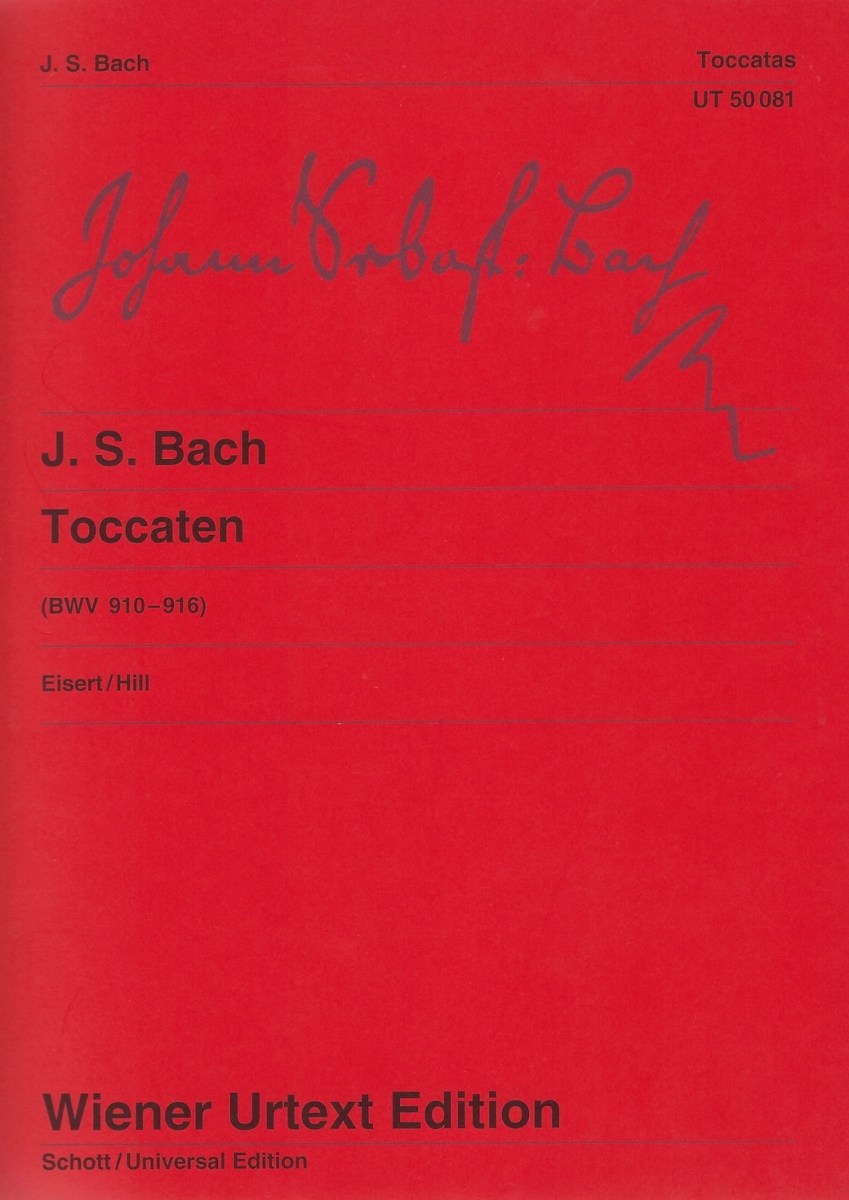 J. S. Bach
Toccatas
UT 50 081
Johann Sebast: Bach
J. S. Bach
Toccaten
(BWV 910–916)
Eisert/Hill
Wiener Urtext Edition
Schott/Universal Edition